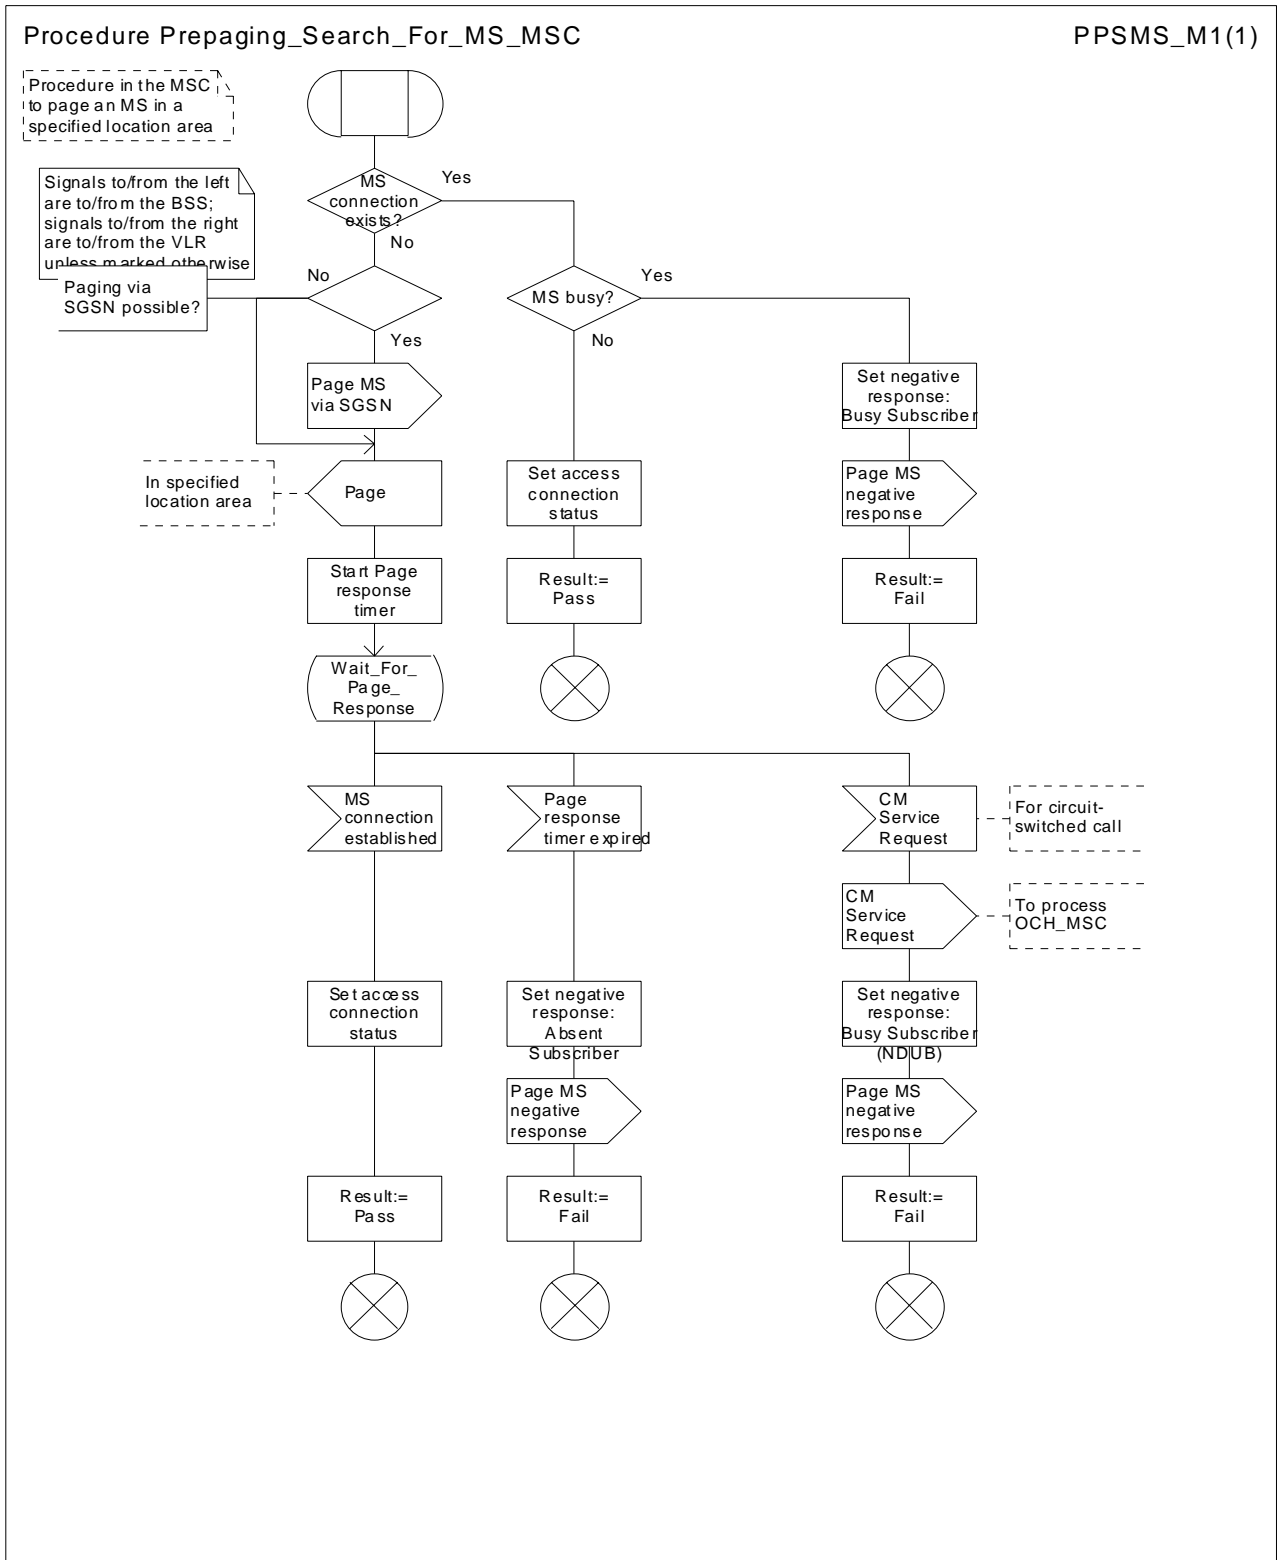 Procedure Prepaging_Search_For_MS_MSC
PPSMS_M1(1)
Procedure in the MSC
to page an MS in a
specified location area
Signals to/from the left
are to/from the BSS;
signals to/from the right
are to/from the VLR
unless marked otherwise
MS
connection
exists?
Yes
No
No
Paging via
SGSN possible?
Yes
MS busy?
Yes
No
Page MS
via SGSN
Set negative
response:
Busy Subscriber
In specified
location area
Page
Set access
connection
status
Page MS
negative
response
Start Page
response
timer
Result:=
Pass
Result:=
Fail
Wait_For_
Page_
Response
MS
connection
established
Page
response
timer expired
CM
Service
Request
For circuit-
switched call
CM
Service
Request
To process
OCH_MSC
Set access
connection
status
Set negative
response:
Absent
Subscriber
Set negative
response:
Busy Subscriber
(NDUB)
Page MS
negative
response
Page MS
negative
response
Result:=
Pass
Result:=
Fail
Result:=
Fail